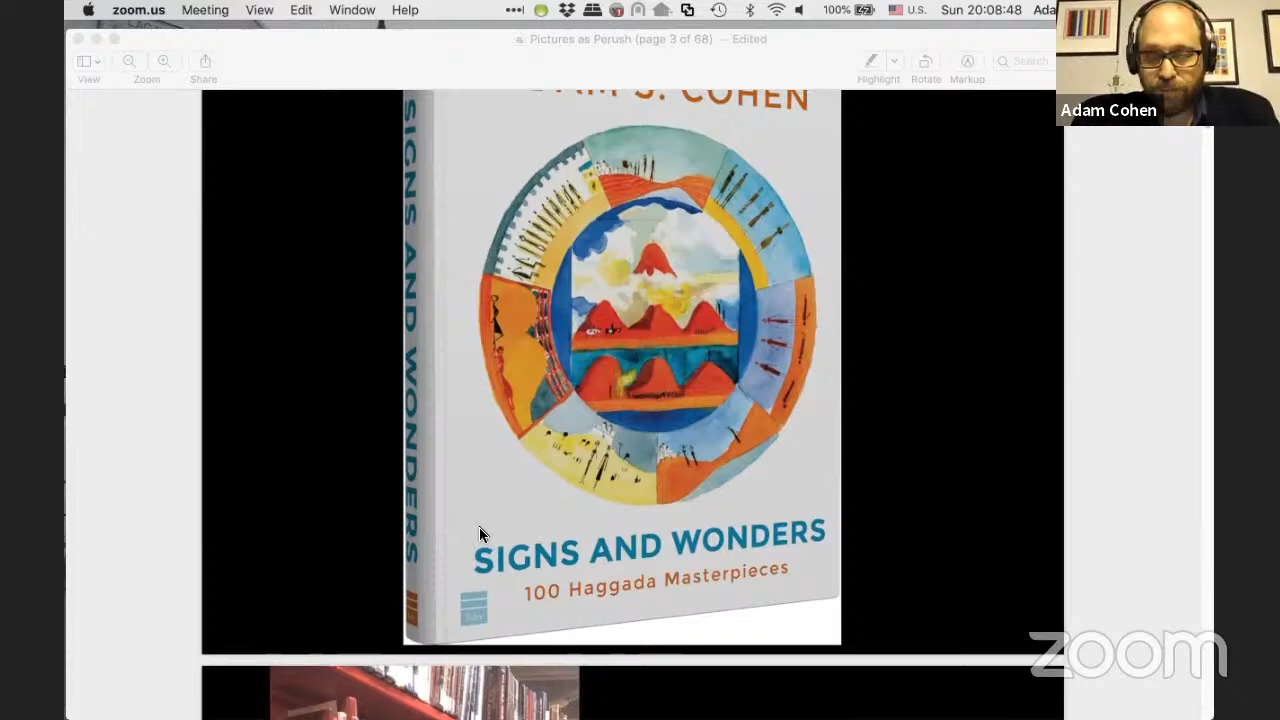 zoom.us Meeting View Edit Window Help 100% U.S. Sun 20:08:48 Ada
Pictures as Perush (page 3 of 68) — Edited
View Zoom Share Highlight Rotate Markup Search
Adam Cohen
S. COHEN
SIGNS AND WONDERS
SIGNS AND WONDERS
100 Haggada Masterpieces
Toby
zoom